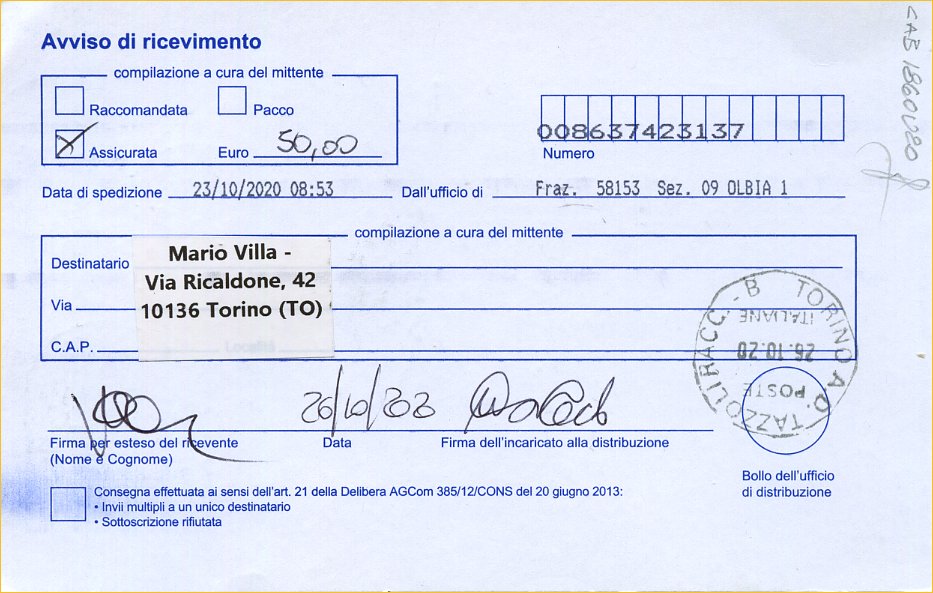 Avviso di ricevimento
compilazione a cura del mittente
Raccomandata Pacco
Assicurata Euro 50,00
008637423137
Numero
Data di spedizione 23/10/2020 08:53 Dall'ufficio di Fraz. 58153 Sez. 09 OLBIA 1
compilazione a cura del mittente
Destinatario Mario Villa -
Via Via Ricaldone, 42
10136 Torino (TO)
C.A.P. Località
26/10/2020
Firma per esteso del ricevente Data Firma dell'incaricato alla distribuzione
(Nome e Cognome)
TORINO A.D. TAZZOLI RACC. - B
POSTE ITALIANE
26.10.20
Bollo dell'ufficio
di distribuzione
Consegna effettuata ai sensi dell'art. 21 della Delibera AGCom 385/12/CONS del 20 giugno 2013:
• Invii multipli a un unico destinatario
• Sottoscrizione rifiutata